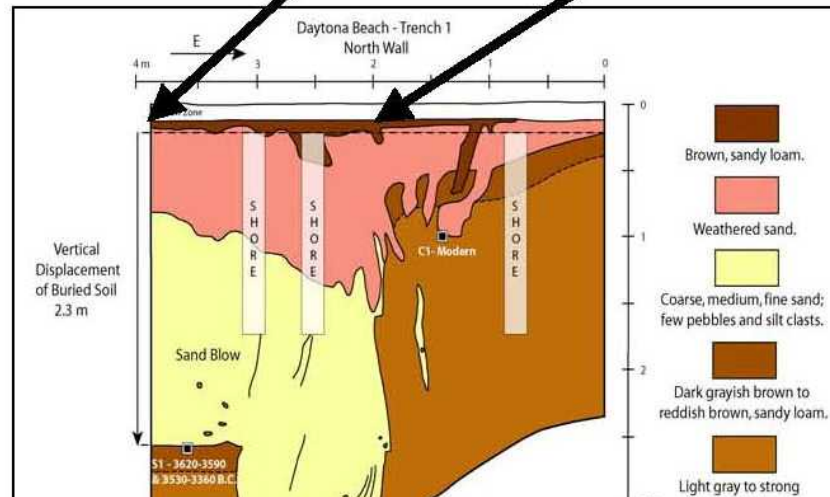 Daytona Beach - Trench 1
North Wall
E
4 m
3
2
1
0
zone
0
Brown, sandy loam.
Weathered sand.
SHORE
SHORE
SHORE
1
C1- Modern
Vertical
Displacement
of Buried Soil
2.3 m
Coarse, medium, fine sand;
few pebbles and silt clasts.
Sand Blow
2
Dark grayish brown to
reddish brown, sandy loam.
S1 - 3620-3590
& 3530-3360 B.C.
Light gray to strong